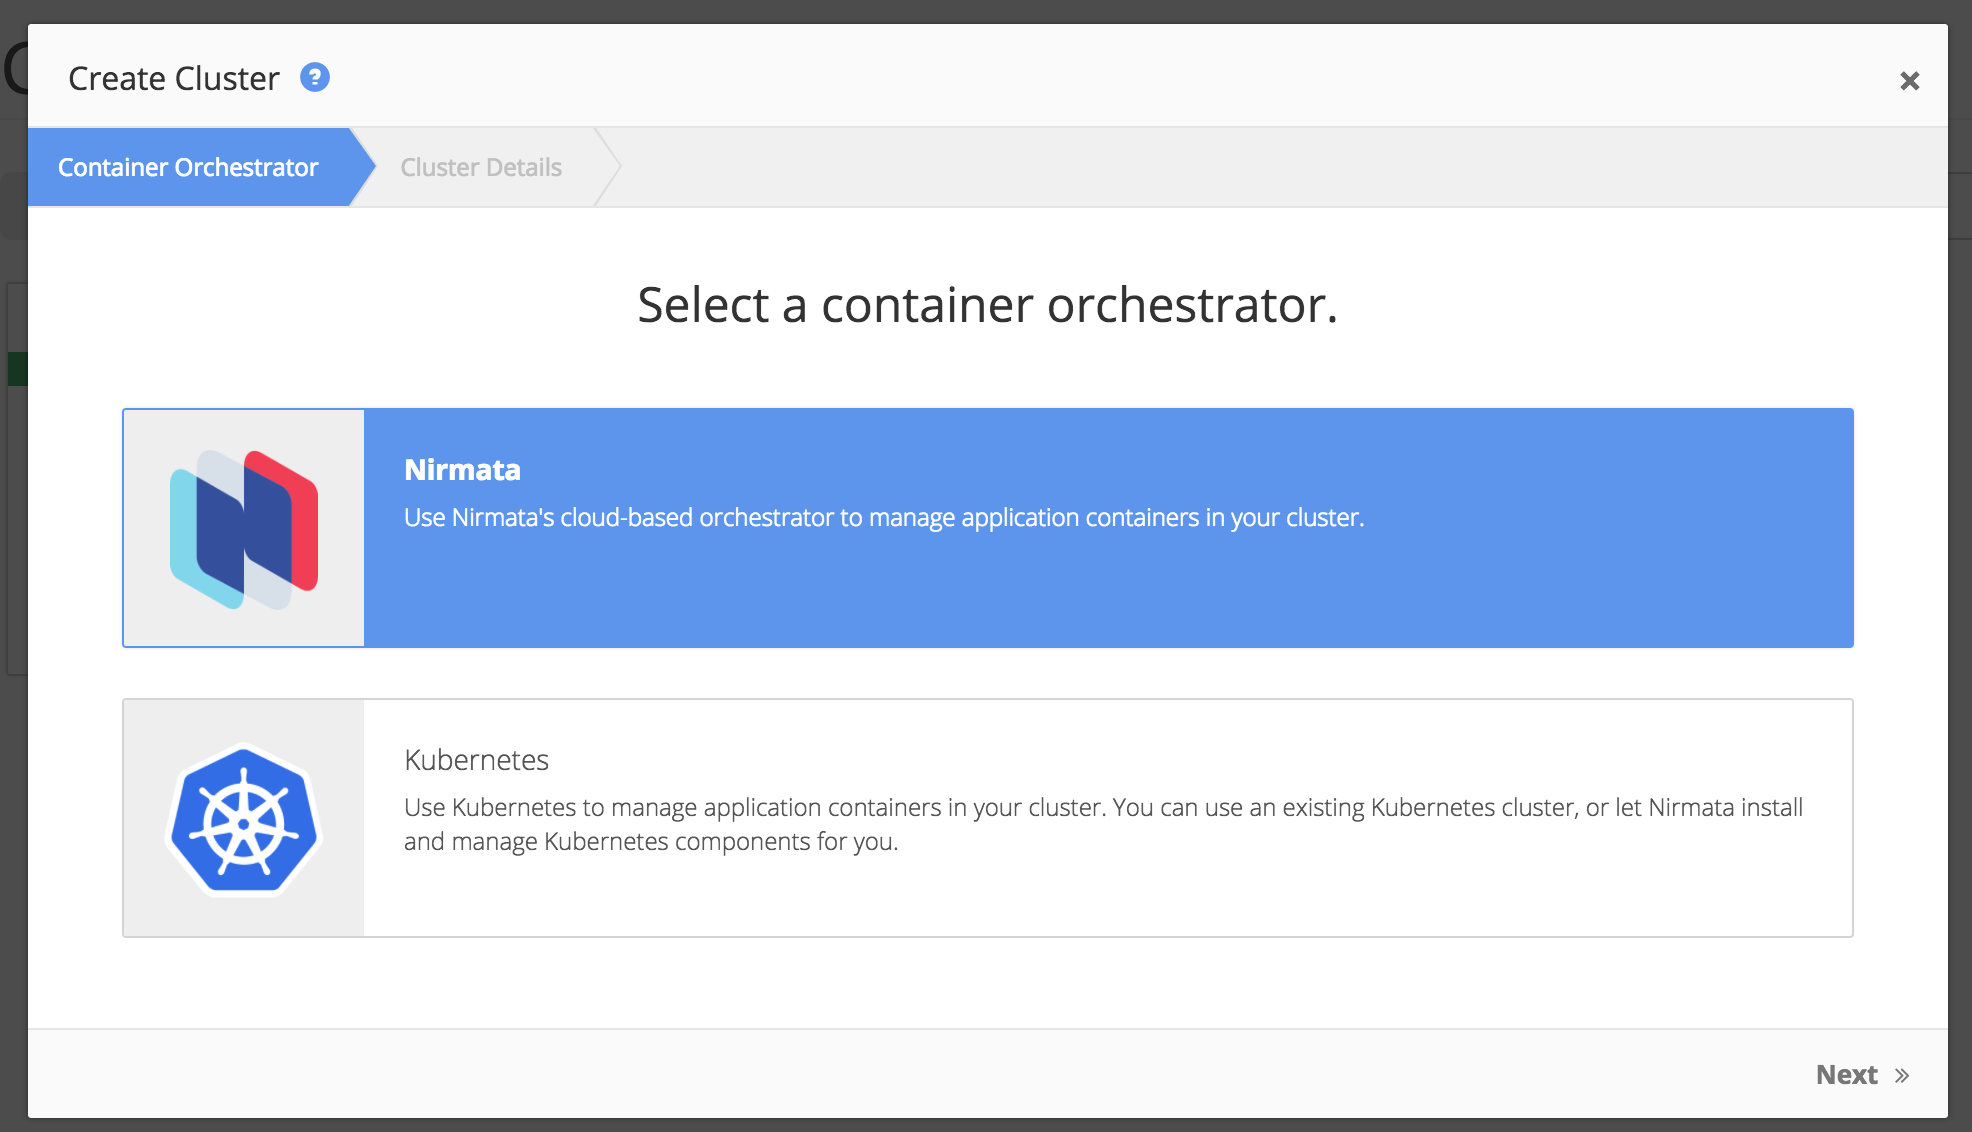 Create Cluster ?
Container Orchestrator
Cluster Details
Select a container orchestrator.
Nirmata
Use Nirmata's cloud-based orchestrator to manage application containers in your cluster.
Kubernetes
Use Kubernetes to manage application containers in your cluster. You can use an existing Kubernetes cluster, or let Nirmata install
and manage Kubernetes components for you.
Next »